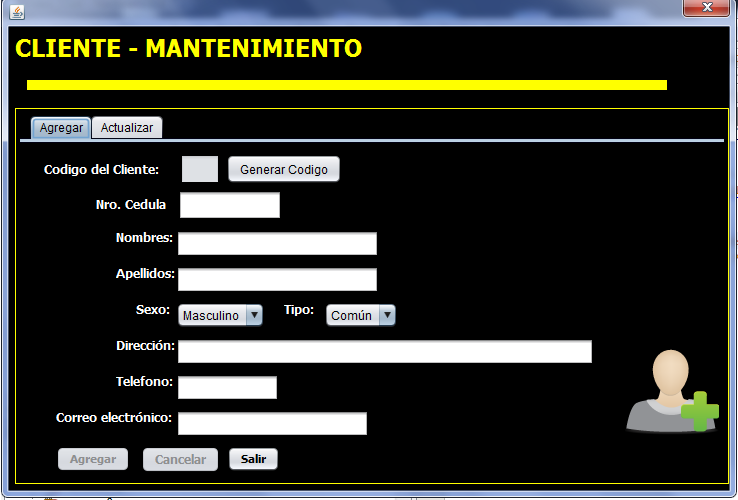 CLIENTE - MANTENIMIENTO
Agregar Actualizar
Codigo del Cliente: Generar Codigo
Nro. Cedula
Nombres:
Apellidos:
Sexo: Masculino Tipo: Común
Dirección:
Telefono:
Correo electrónico:
Agregar Cancelar Salir